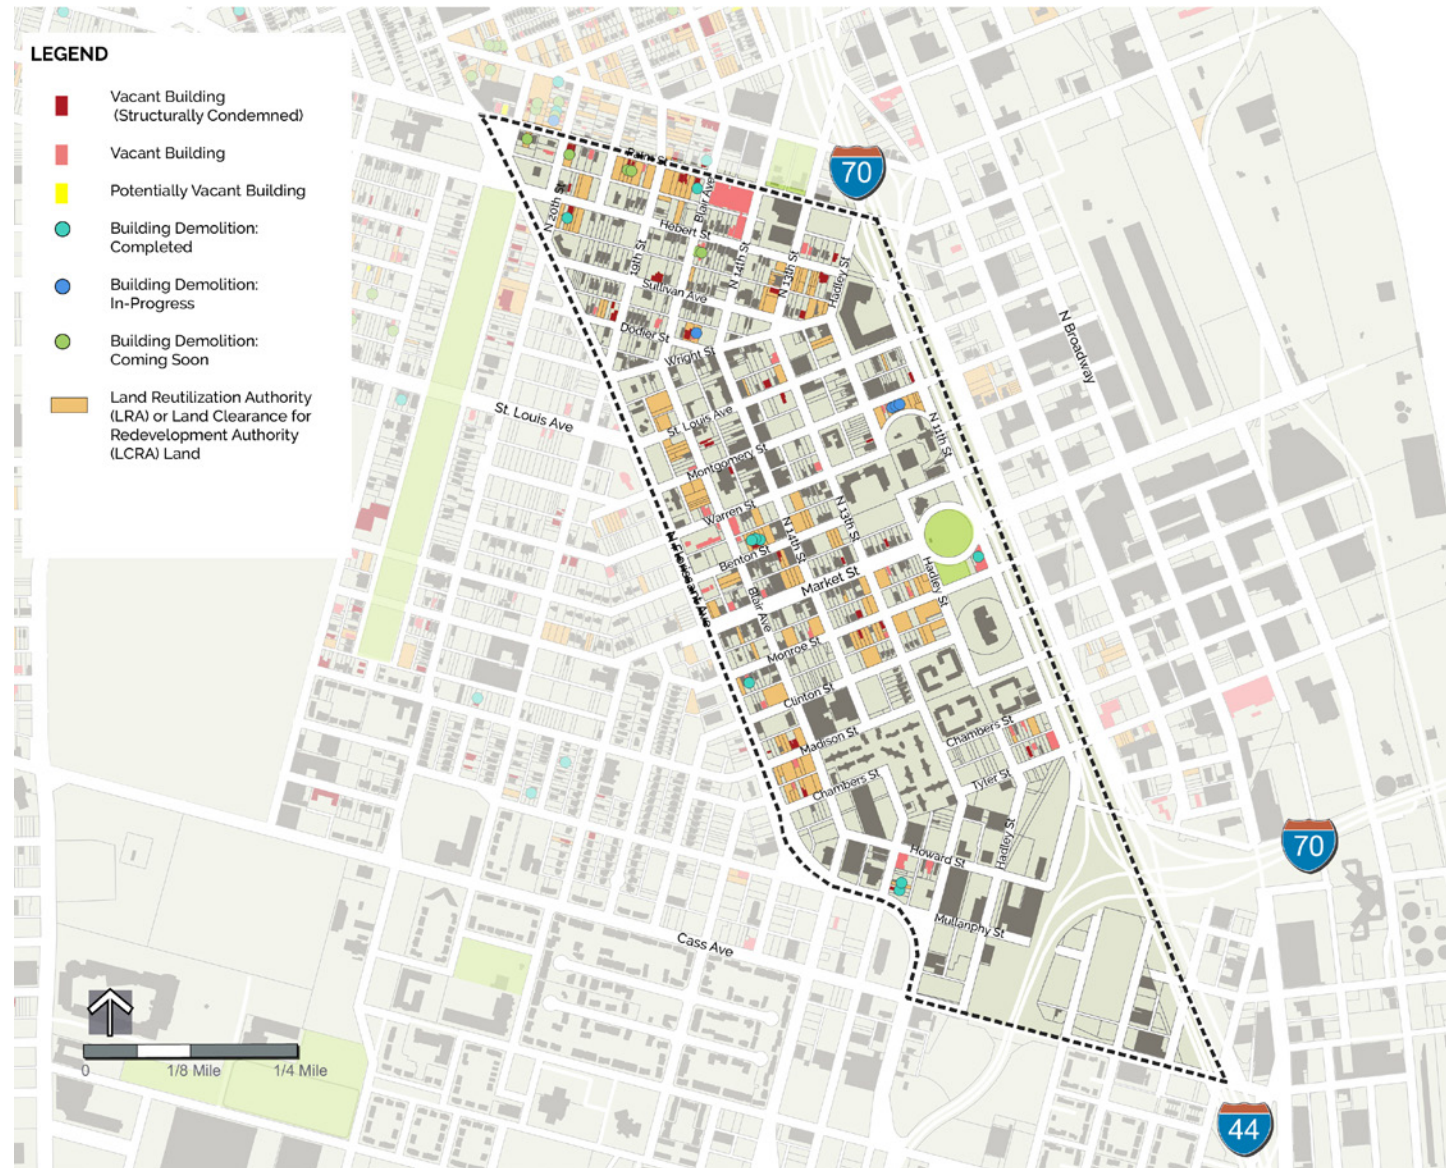 LEGEND
Vacant Building
(Structurally Condemned)
Vacant Building
Potentially Vacant Building
Building Demolition:
Completed
Building Demolition:
In-Progress
Building Demolition:
Coming Soon
Land Reutilization Authority
(LRA) or Land Clearance for
Redevelopment Authority
(LCRA) Land
70
Palm St
Blair Ave
N 20th St
Hebert St
19th St
N 14th St
N 13th St
Hadley St
Sullivan Ave
Dodier St
Wright St
N Broadway
St. Louis Ave
St. Louis Ave
N 11th St
Montgomery St
Warren St
N 13th St
N 14th St
Benton St
N Florissant Ave
Market St
Hadley St
Blair Ave
Monroe St
Clinton St
Madison St
Chambers St
Chambers St
Tyler St
Hadley St
Howard St
70
Mullanphy St
Cass Ave
0 1/8 Mile 1/4 Mile
44